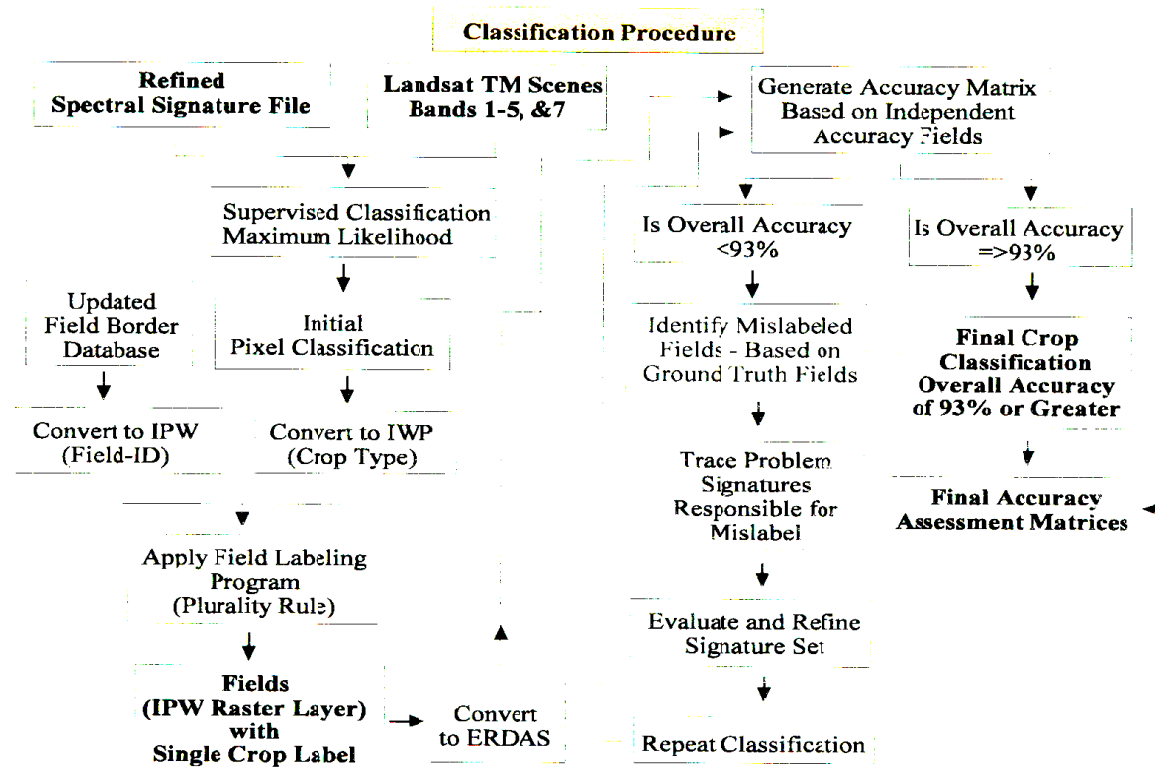 Classification Procedure
Refined
Spectral Signature File
Landsat TM Scenes
Bands 1-5, &7
Generate Accuracy Matrix
Based on Independent
Accuracy Fields
Supervised Classification
Maximum Likelihood
Is Overall Accuracy
<93%
Is Overall Accuracy
=>93%
Updated
Field Border
Database
Initial
Pixel Classification
Identify Mislabeled
Fields - Based on
Ground Truth Fields
Final Crop
Classification
Overall Accuracy
of 93% or Greater
Convert to IPW
(Field-ID)
Convert to IWP
(Crop Type)
Trace Problem
Signatures
Responsible for
Mislabel
Final Accuracy
Assessment Matrices
Apply Field Labeling
Program
(Plurality Rule)
Evaluate and Refine
Signature Set
Fields
(IPW Raster Layer)
with
Single Crop Label
Convert
to ERDAS
Repeat Classification